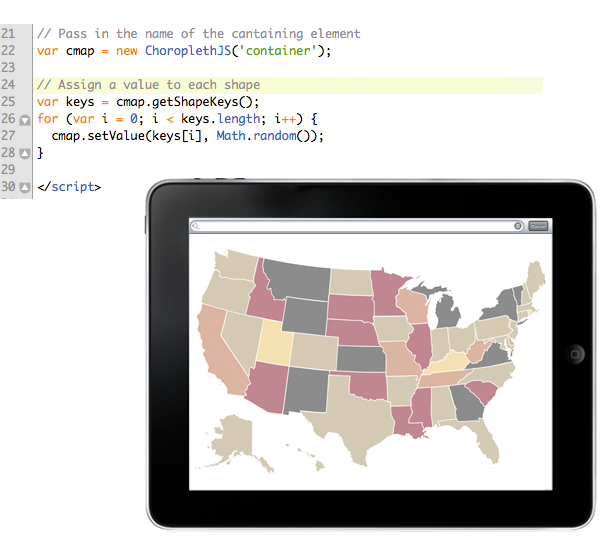 21 // Pass in the name of the cantaining element
22 var cmap = new ChoroplethJS('container');
23
24 // Assign a value to each shape
25 var keys = cmap.getShapeKeys();
26 for (var i = 0; i < keys.length; i++) {
27 cmap.setValue(keys[i], Math.random());
28 }
29
30 </script>